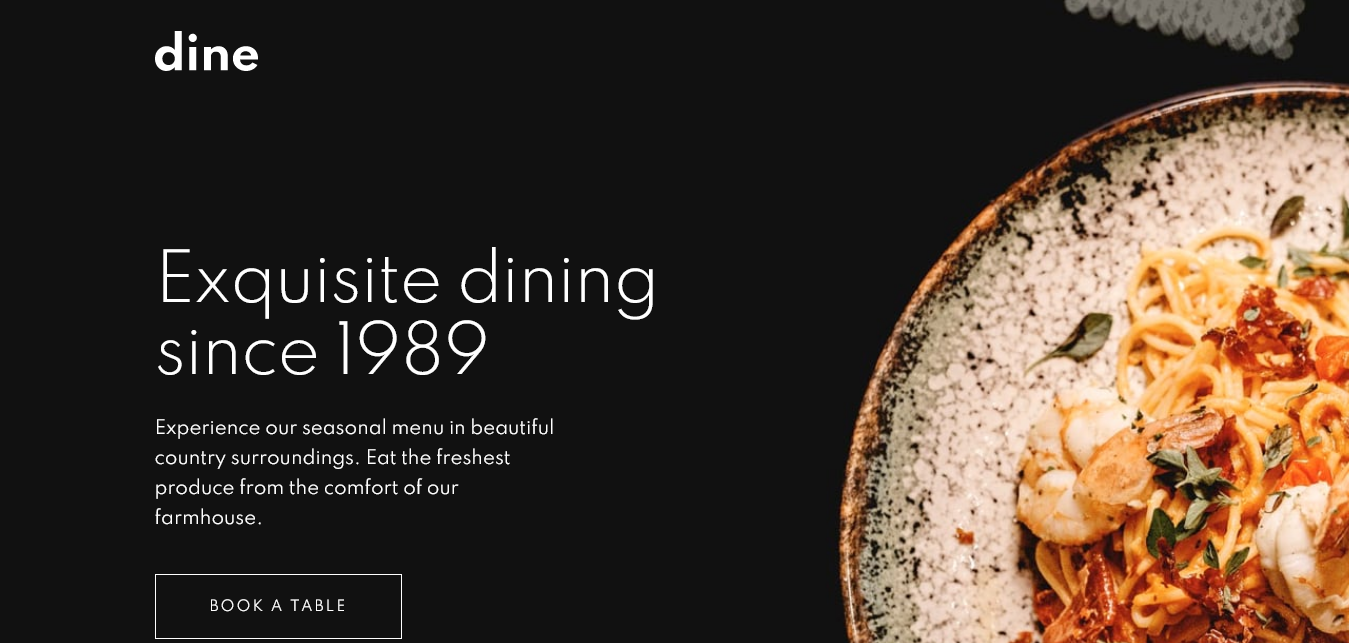 dine
Exquisite dining
since 1989
Experience our seasonal menu in beautiful
country surroundings. Eat the freshest
produce from the comfort of our
farmhouse.
BOOK A TABLE